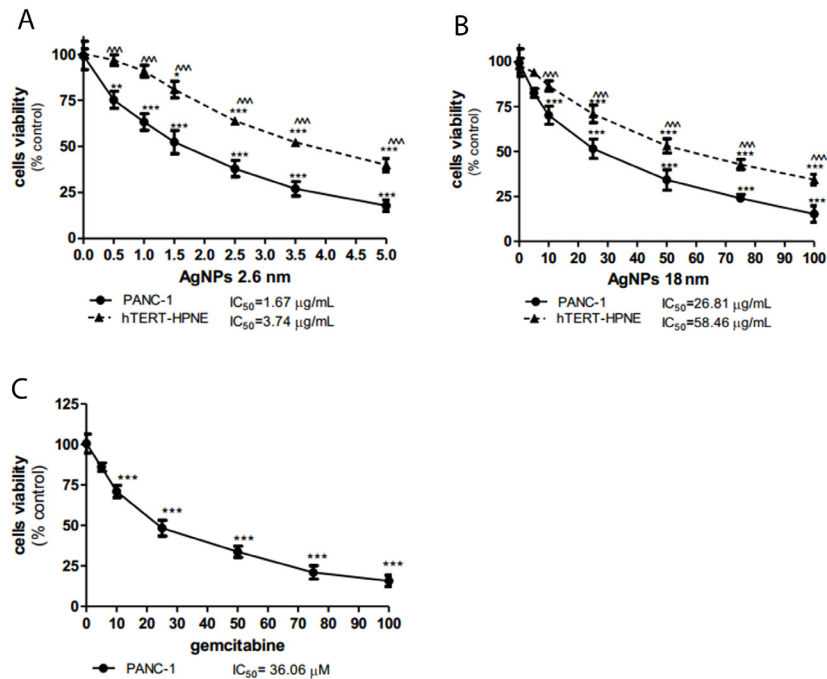 A
cells viability
(% control)
100
75
50
25
0
^^^
^^^
^^^
^^^
^^^
^^^
**
***
*
***
***
***
***
***
***
***
0.0 0.5 1.0 1.5 2.0 2.5 3.0 3.5 4.0 4.5 5.0
AgNPs 2.6 nm
PANC-1 IC50=1.67 µg/mL
hTERT-HPNE IC50=3.74 µg/mL
B
cells viability
(% control)
100
75
50
25
0
^^^
^^^
^^^
^^^
^^^
***
***
***
***
***
***
***
***
***
0 10 20 30 40 50 60 70 80 90 100
AgNPs 18 nm
PANC-1 IC50=26.81 µg/mL
hTERT-HPNE IC50=58.46 µg/mL
C
cells viability
(% control)
125
100
75
50
25
0
***
***
***
***
***
0 10 20 30 40 50 60 70 80 90 100
gemcitabine
PANC-1 IC50= 36.06 µM